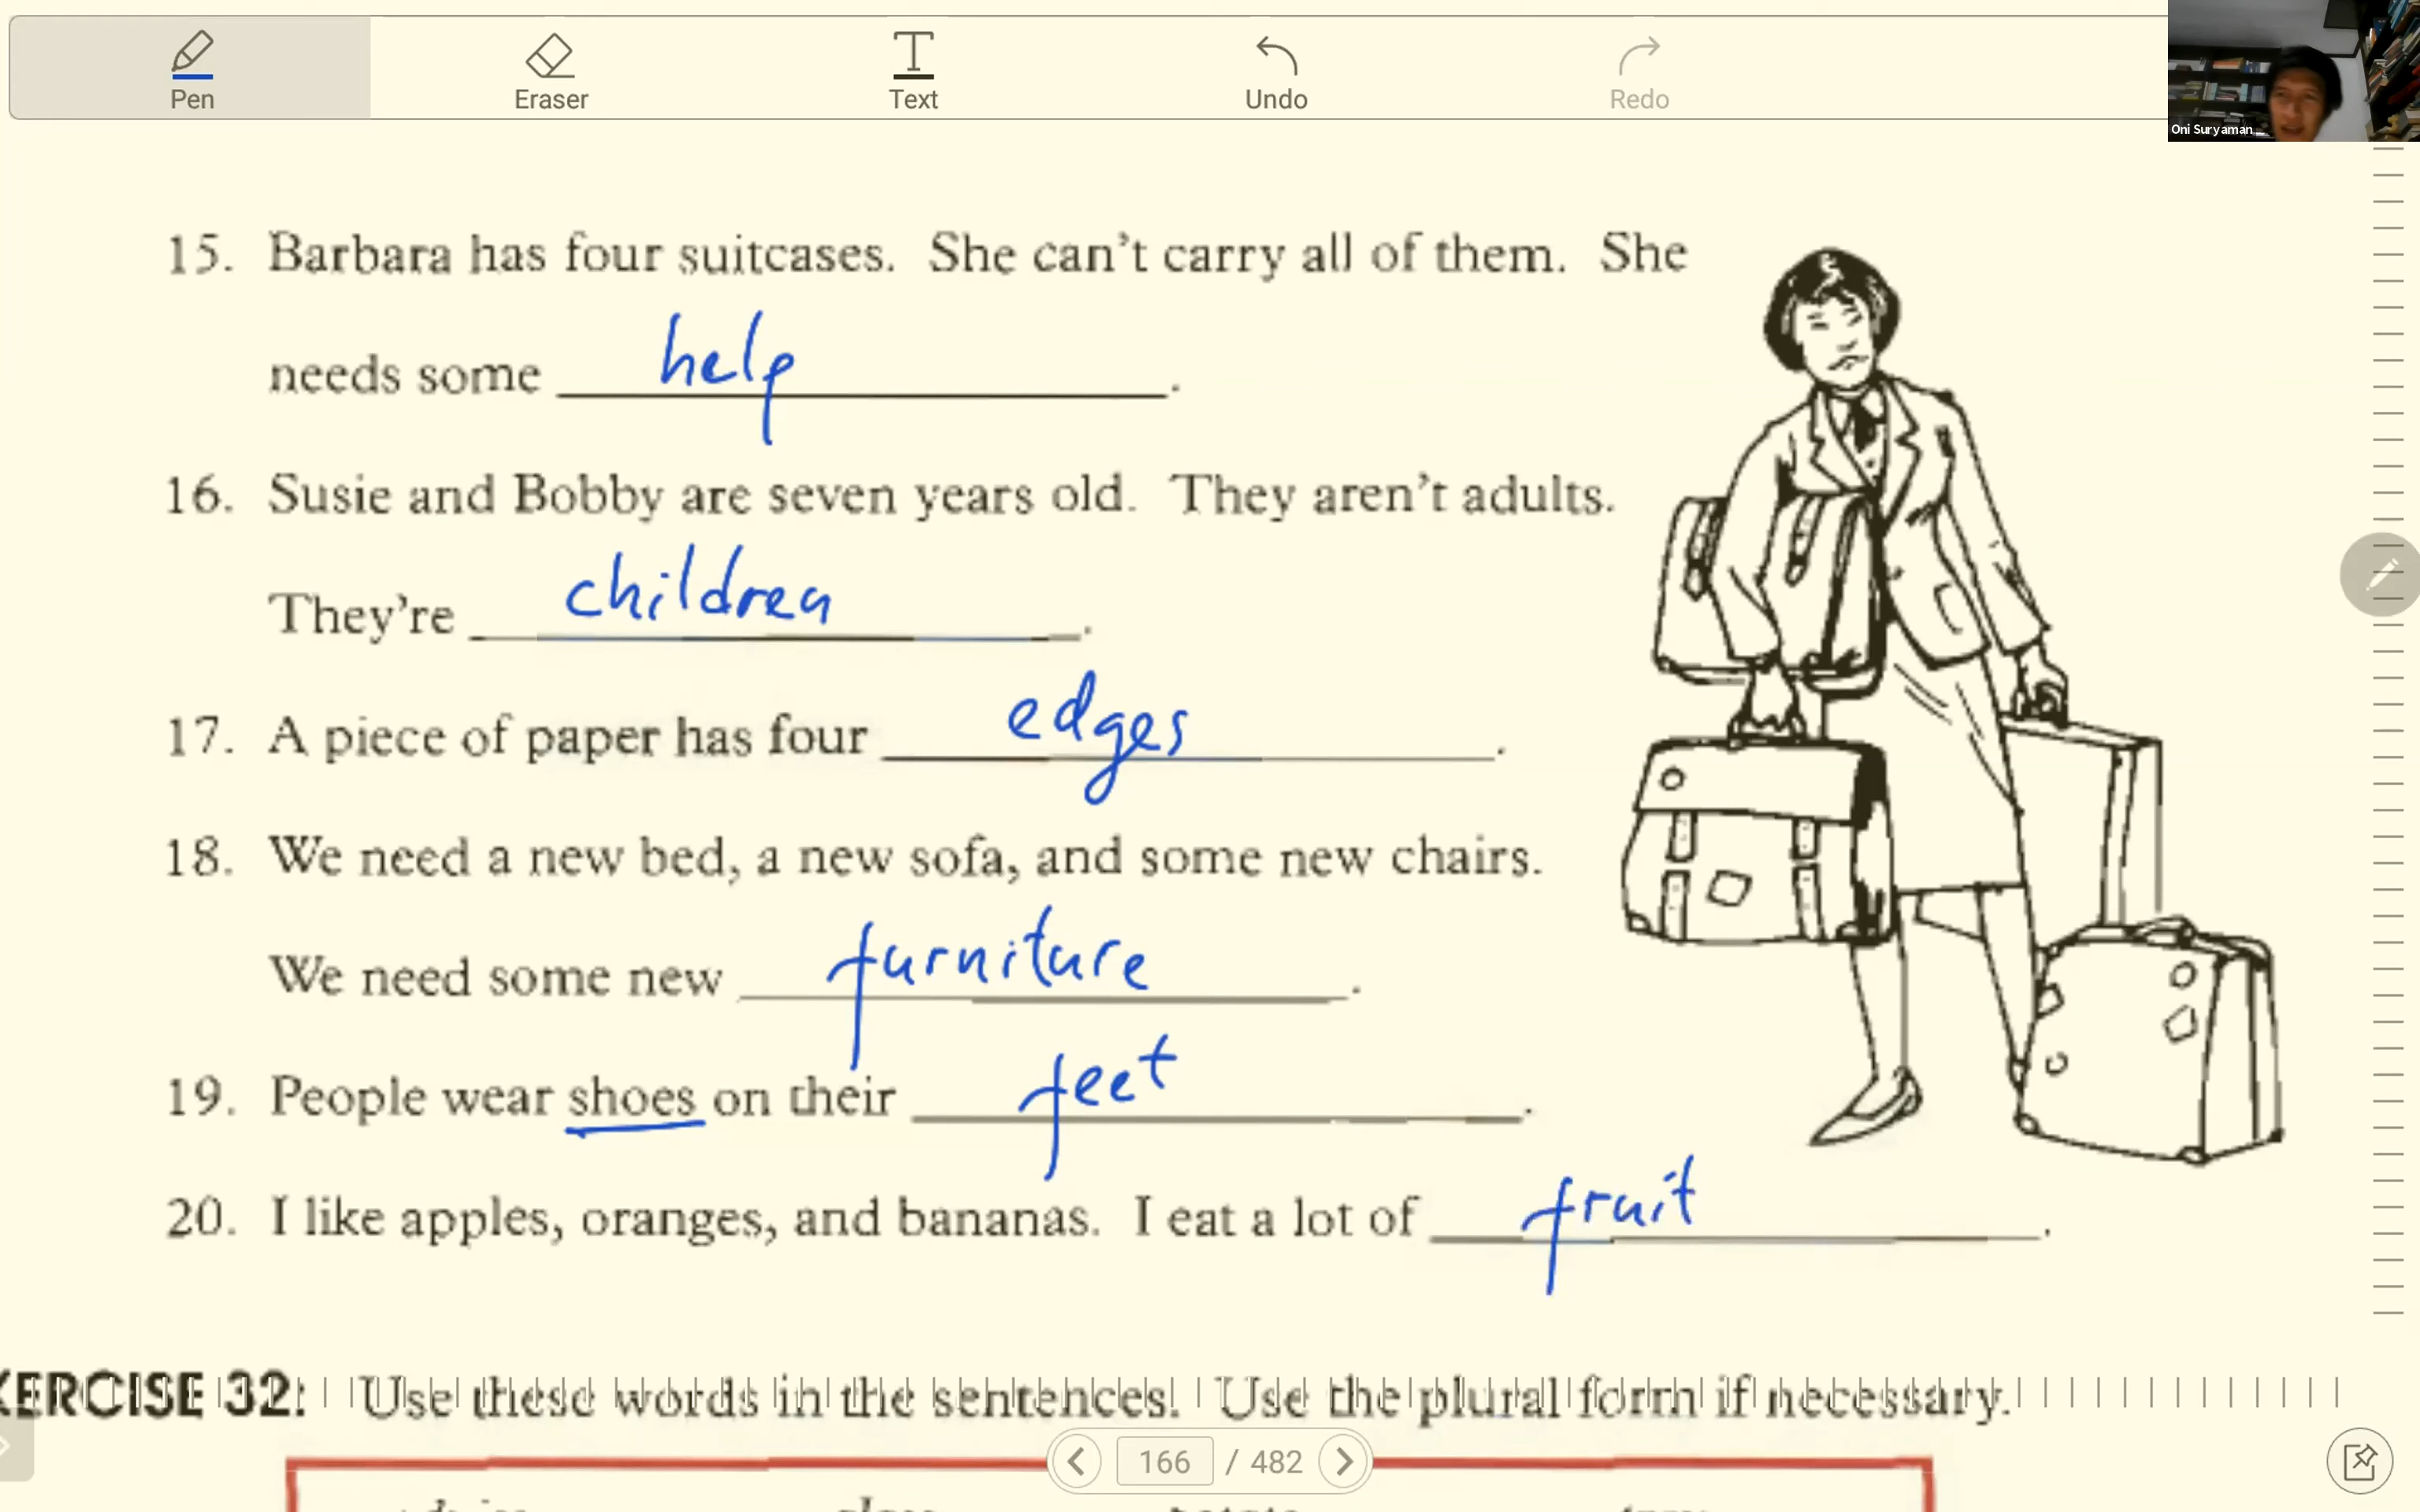 Pen Eraser Text Undo Redo
Oni Suryaman
15. Barbara has four suitcases. She can't carry all of them. She
needs some help.
16. Susie and Bobby are seven years old. They aren't adults.
They're children.
17. A piece of paper has four edges.
18. We need a new bed, a new sofa, and some new chairs.
We need some new furniture.
19. People wear shoes on their feet.
20. I like apples, oranges, and bananas. I eat a lot of fruit.
XERCISE 32: Use these words in the sentences. Use the plural form if necessary.
166 / 482